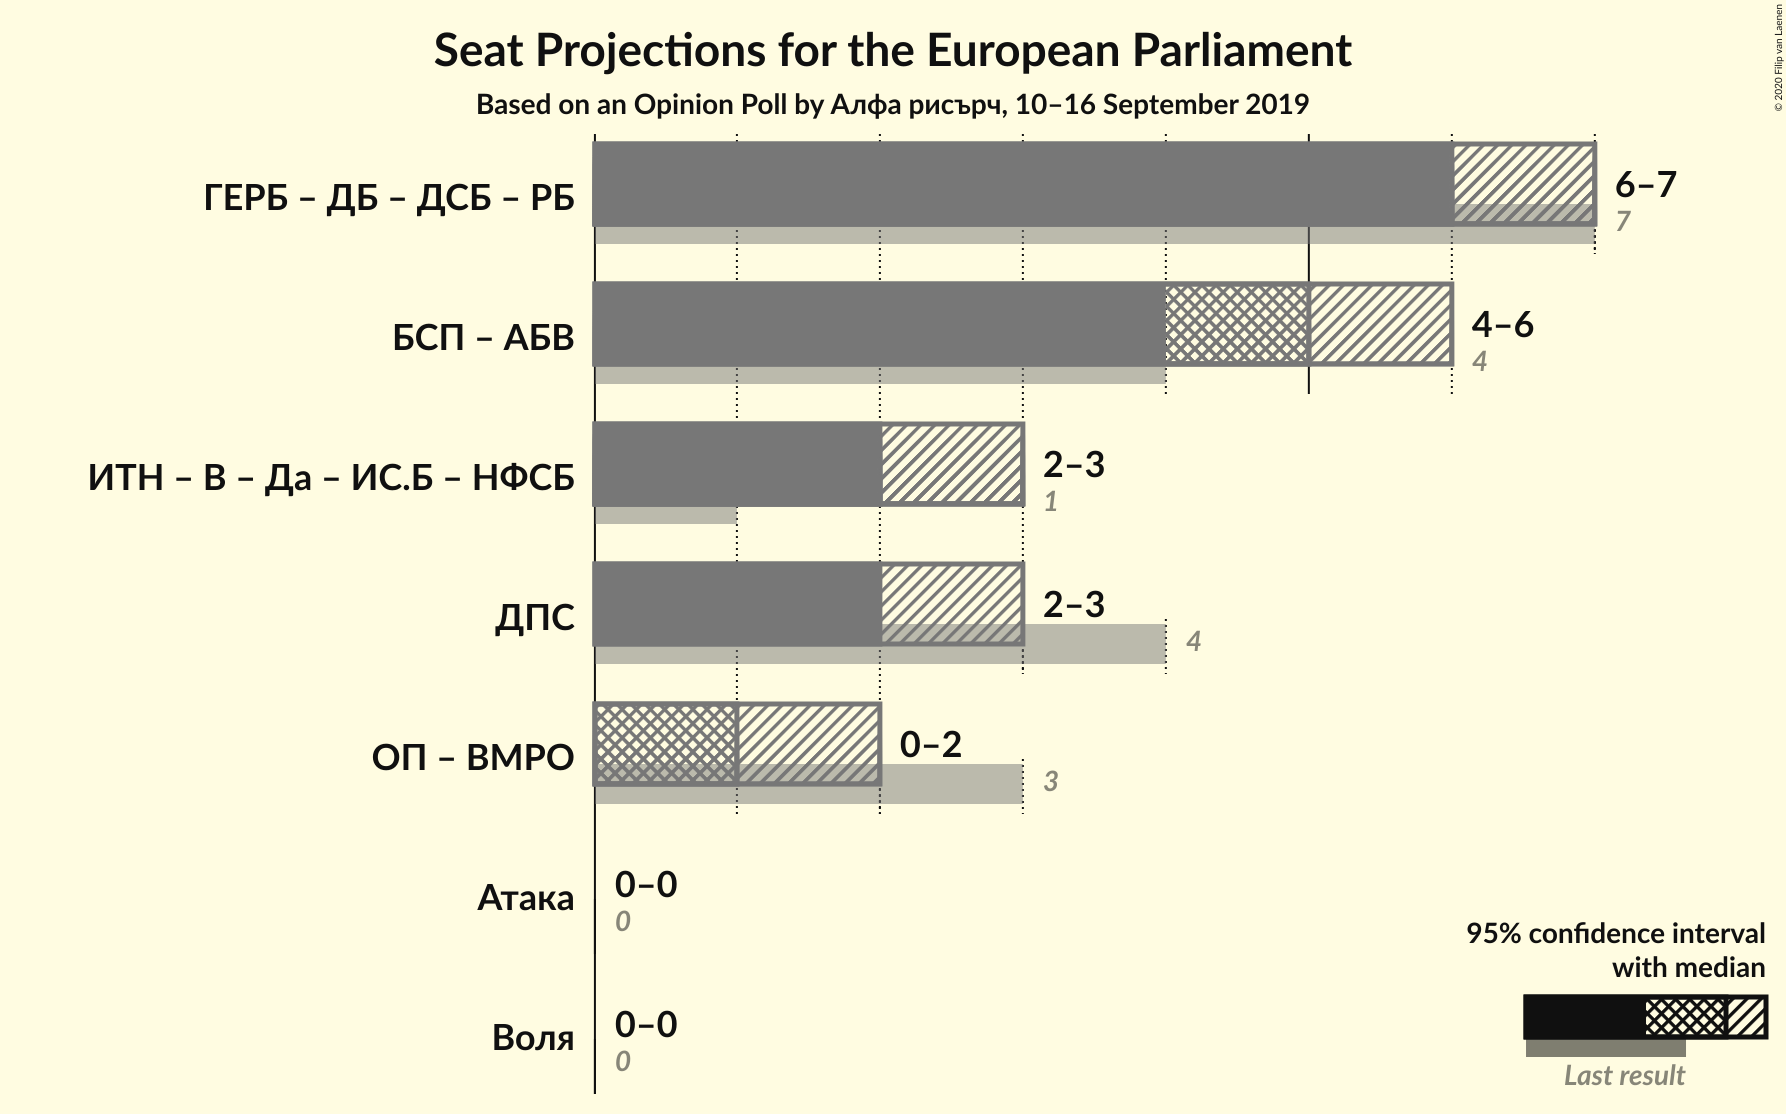 Seat Projections for the European Parliament
Based on an Opinion Poll by Алфа рисърч, 10–16 September 2019
© 2020 Filip van Laenen
ГЕРБ – ДБ – ДСБ – РБ
6–7
7
БСП – АБВ
4–6
4
ИТН – В – Да – ИС.Б – НФСБ
2–3
1
ДПС
2–3
4
ОП – ВМРО
0–2
3
Атака
0–0
0
Воля
0–0
0
95% confidence interval
with median
Last result